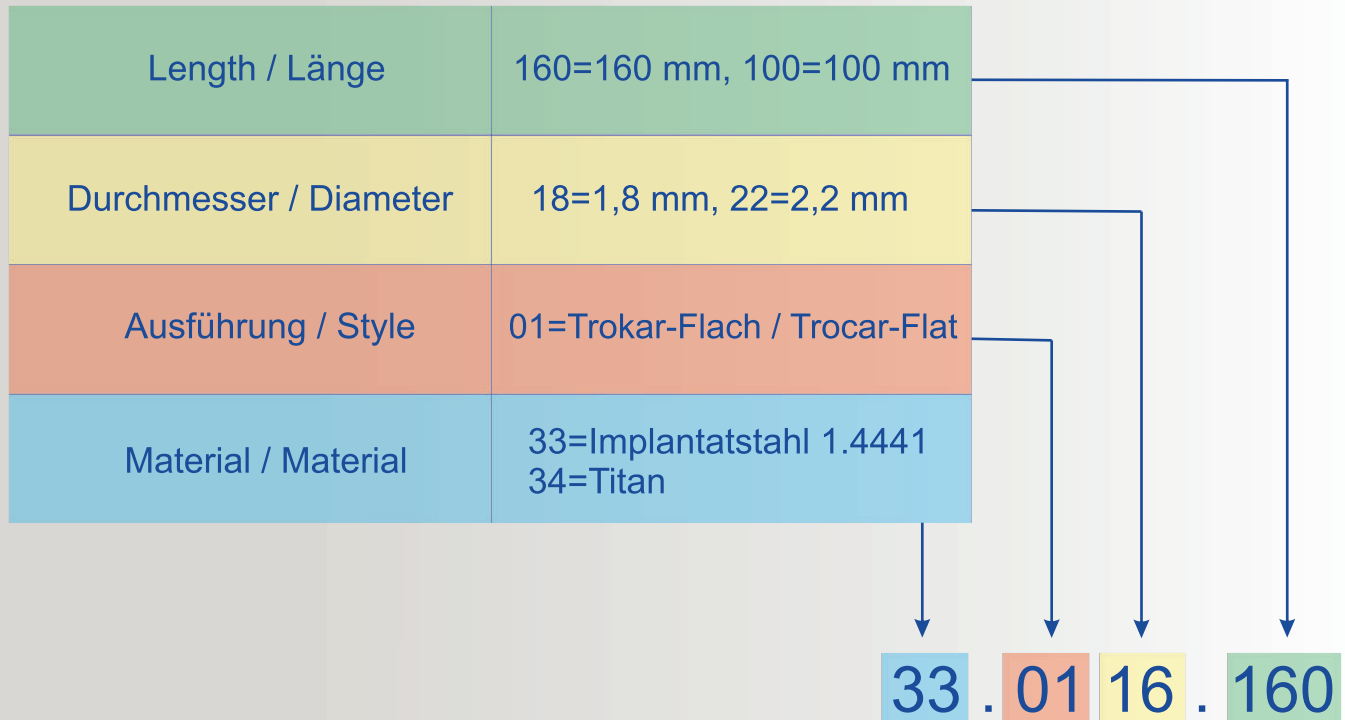 Length / Länge 160=160 mm, 100=100 mm
Durchmesser / Diameter 18=1,8 mm, 22=2,2 mm
Ausführung / Style 01=Trokar-Flach / Trocar-Flat
Material / Material 33=Implantatstahl 1.4441
34=Titan
33 . 01 16 . 160